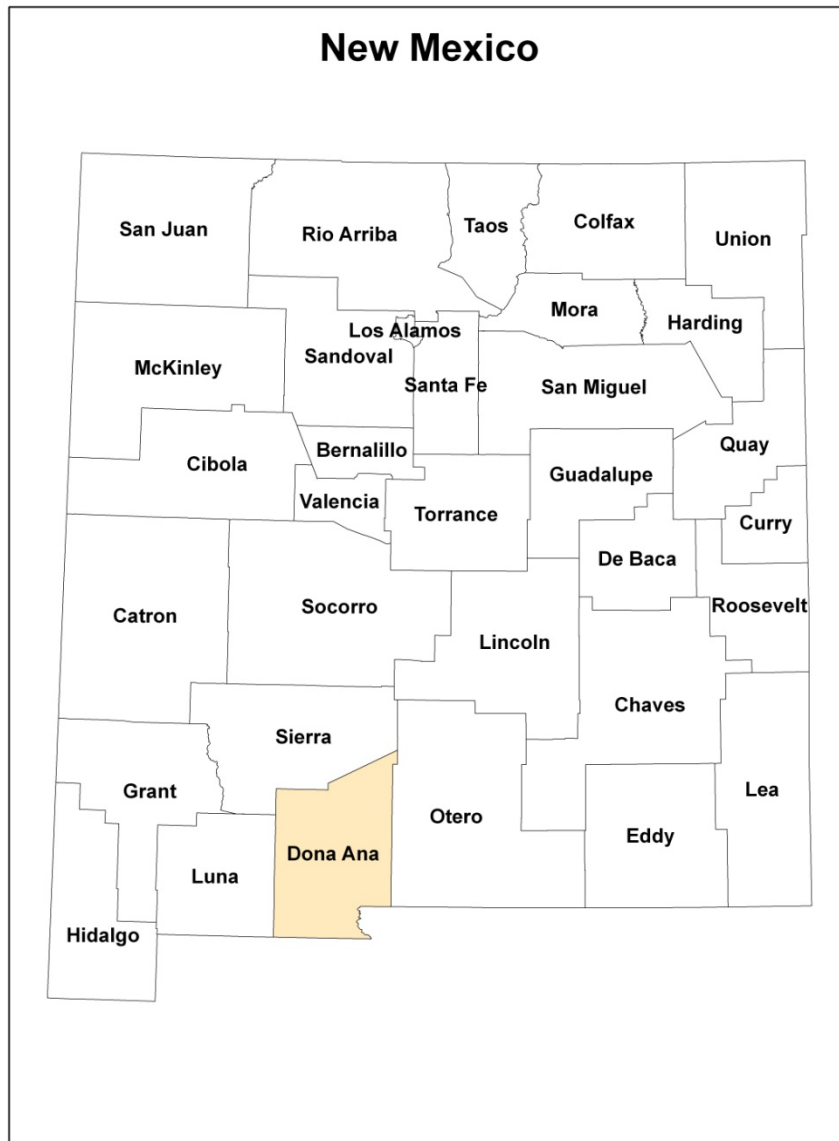 New Mexico
San Juan
Rio Arriba
Taos
Colfax
Union
Mora
Harding
Los Alamos
Sandoval
McKinley
Santa Fe
San Miguel
Bernalillo
Quay
Cibola
Guadalupe
Valencia
Torrance
Curry
De Baca
Socorro
Roosevelt
Catron
Lincoln
Chaves
Sierra
Grant
Lea
Otero
Eddy
Dona Ana
Luna
Hidalgo